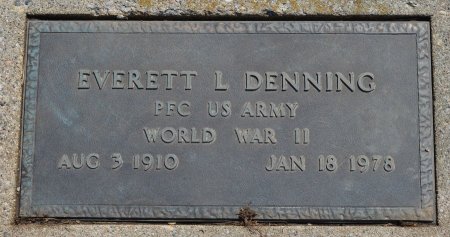 EVERETT L DENNING
PFC US ARMY
WORLD WAR II
AUG 3 1910 JAN 18 1978